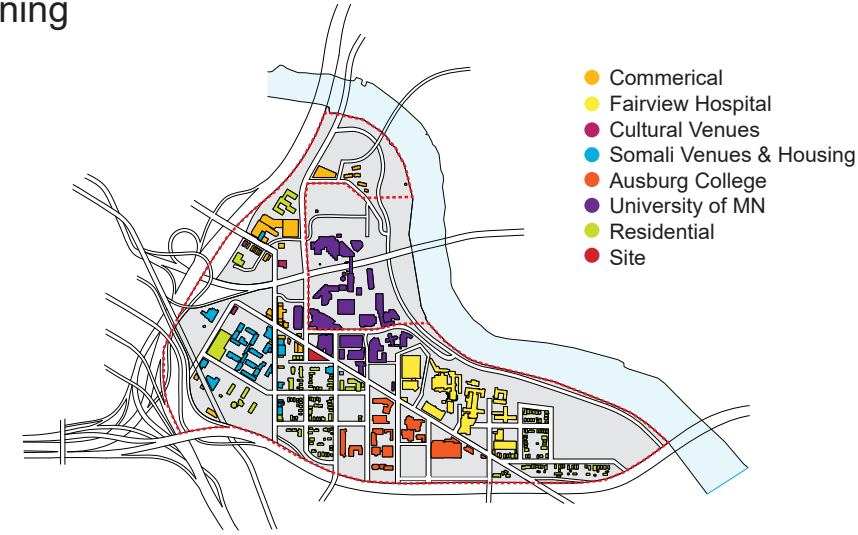 ning
Commerical
Fairview Hospital
Cultural Venues
Somali Venues & Housing
Ausburg College
University of MN
Residential
Site